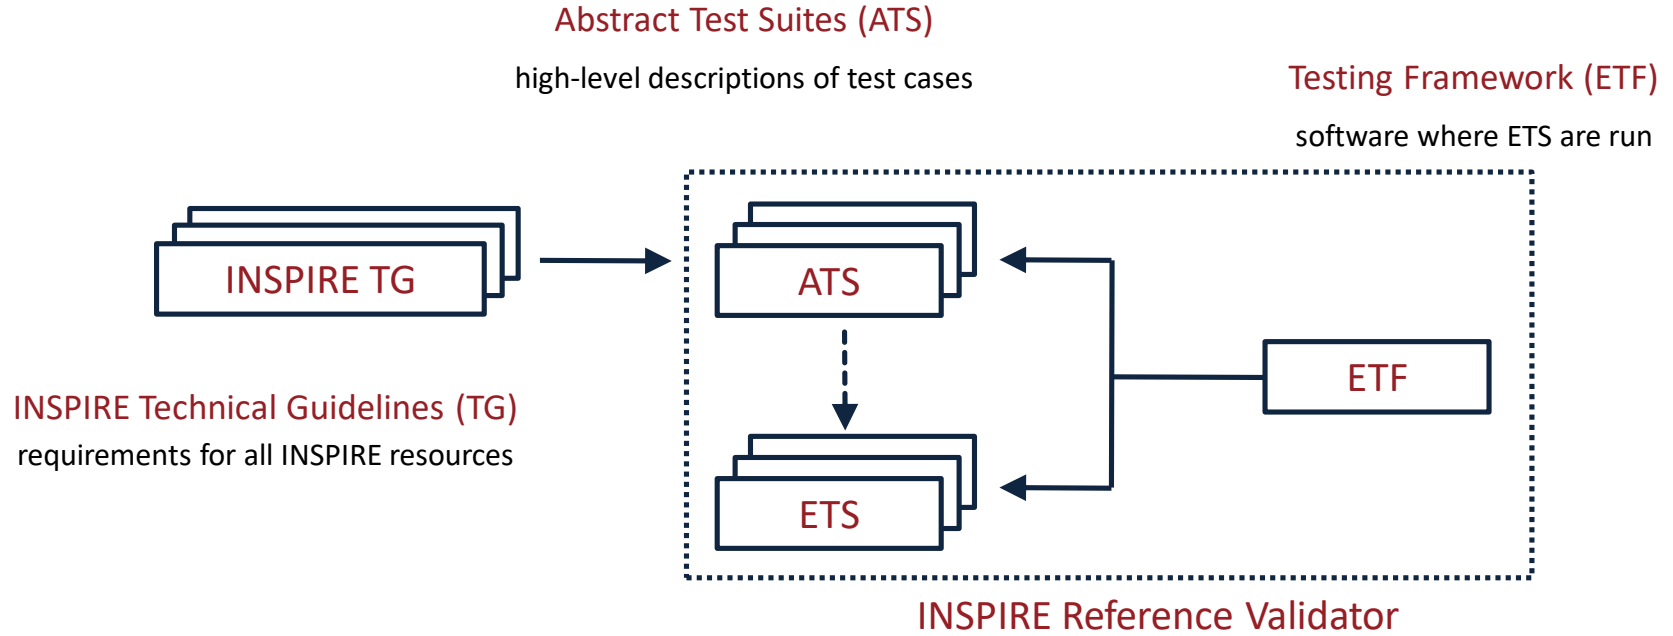 Abstract Test Suites (ATS)
high-level descriptions of test cases
Testing Framework (ETF)
software where ETS are run
INSPIRE TG
ATS
ETF
INSPIRE Technical Guidelines (TG)
requirements for all INSPIRE resources
ETS
INSPIRE Reference Validator